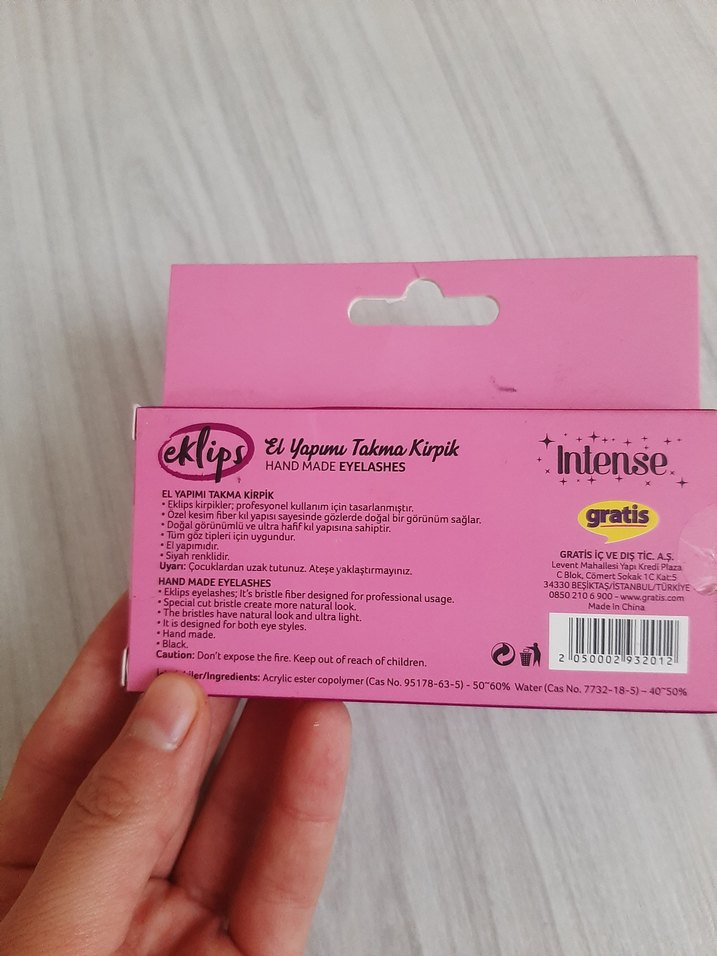 eklips
El Yapımı Takma Kirpik
HAND MADE EYELASHES
EL YAPIMI TAKMA KİRPİK
• Eklips kirpikler; profesyonel kullanım için tasarlanmıştır.
• Özel kesim fiber kıl yapısı sayesinde gözlerde doğal bir görünüm sağlar.
• Doğal görünümlü ve ultra hafif kıl yapısına sahiptir.
• Tüm göz tipleri için uygundur.
• El yapımıdır.
• Siyah renklidir.
Uyarı: Çocuklardan uzak tutunuz. Ateşe yaklaştırmayınız.
HAND MADE EYELASHES
• Eklips eyelashes; It's bristle fiber designed for professional usage.
• Special cut bristle create more natural look.
• The bristles have natural look and ultra light.
• It is designed for both eye styles.
• Hand made.
• Black.
Caution: Don't expose the fire. Keep out of reach of children.
/Ingredients: Acrylic ester copolymer (Cas No. 95178-63-5) - 50~60% Water (Cas No. 7732-18-5) – 40~50%
Intense
gratis
GRATİS İÇ VE DIŞ TİC. A.Ş.
Levent Mahallesi Yapı Kredi Plaza
C Blok, Cömert Sokak 1C Kat:5
34330 BEŞİKTAŞ/İSTANBUL/TÜRKİYE
0850 210 6 900 - www.gratis.com
Made In China
2 050002 932012